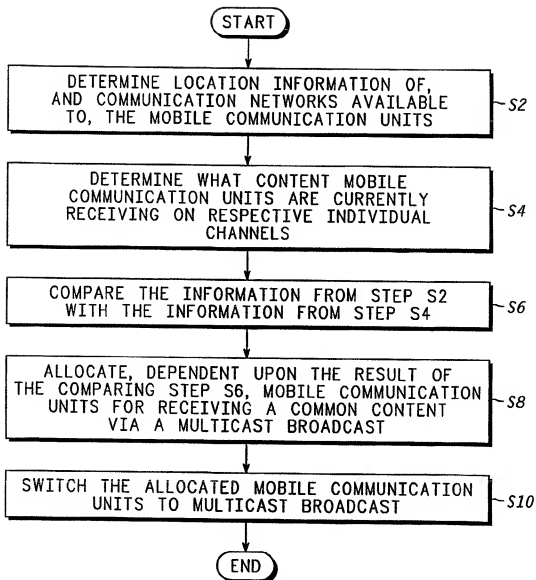 START
DETERMINE LOCATION INFORMATION OF,
AND COMMUNICATION NETWORKS AVAILABLE
TO, THE MOBILE COMMUNICATION UNITS
S2
DETERMINE WHAT CONTENT MOBILE
COMMUNICATION UNITS ARE CURRENTLY
RECEIVING ON RESPECTIVE INDIVIDUAL
CHANNELS
S4
COMPARE THE INFORMATION FROM STEP S2
WITH THE INFORMATION FROM STEP S4
S6
ALLOCATE, DEPENDENT UPON THE RESULT OF
THE COMPARING STEP S6, MOBILE COMMUNICATION
UNITS FOR RECEIVING A COMMON CONTENT
VIA A MULTICAST BROADCAST
S8
SWITCH THE ALLOCATED MOBILE COMMUNICATION
UNITS TO MULTICAST BROADCAST
S10
END